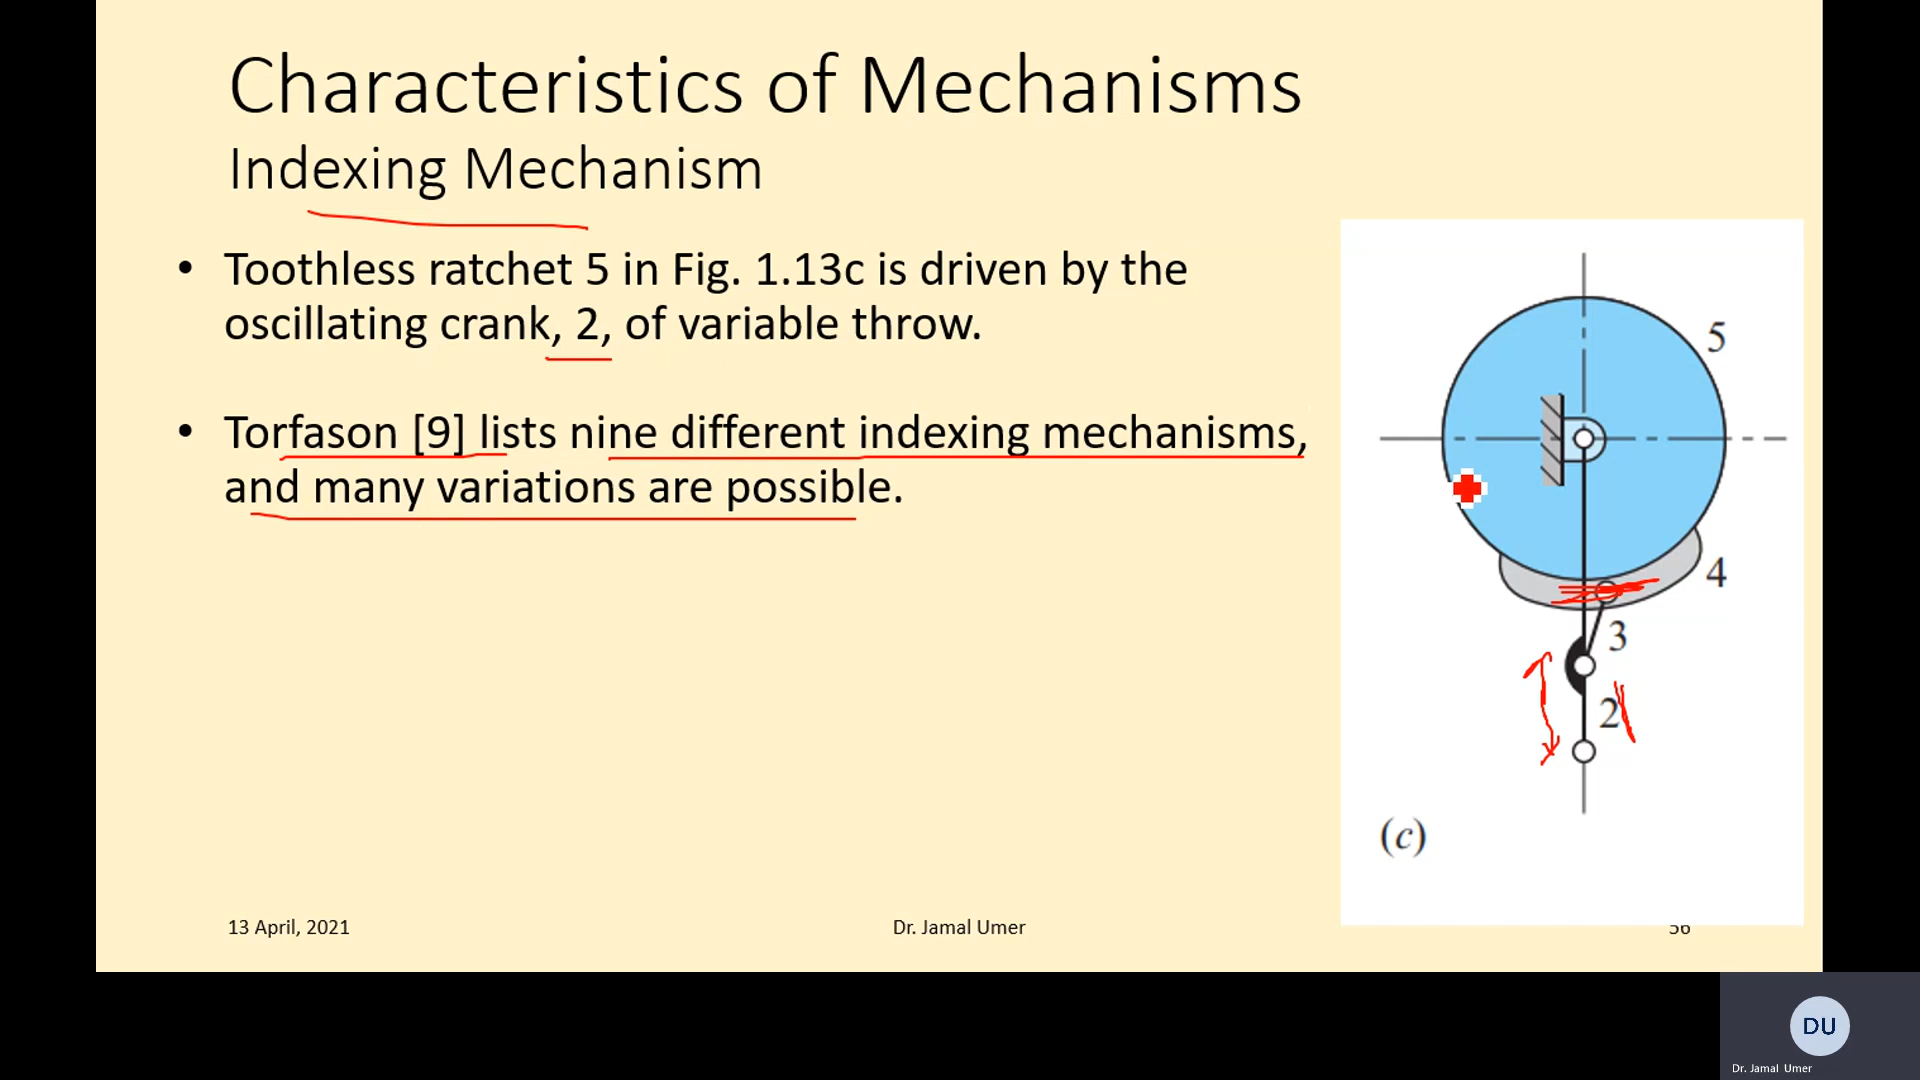 Characteristics of Mechanisms
Indexing Mechanism
• Toothless ratchet 5 in Fig. 1.13c is driven by the
oscillating crank, 2, of variable throw.
• Torfason [9] lists nine different indexing mechanisms,
and many variations are possible.
5
4
3
2
(c)
13 April, 2021
Dr. Jamal Umer
56
DU
Dr. Jamal Umer